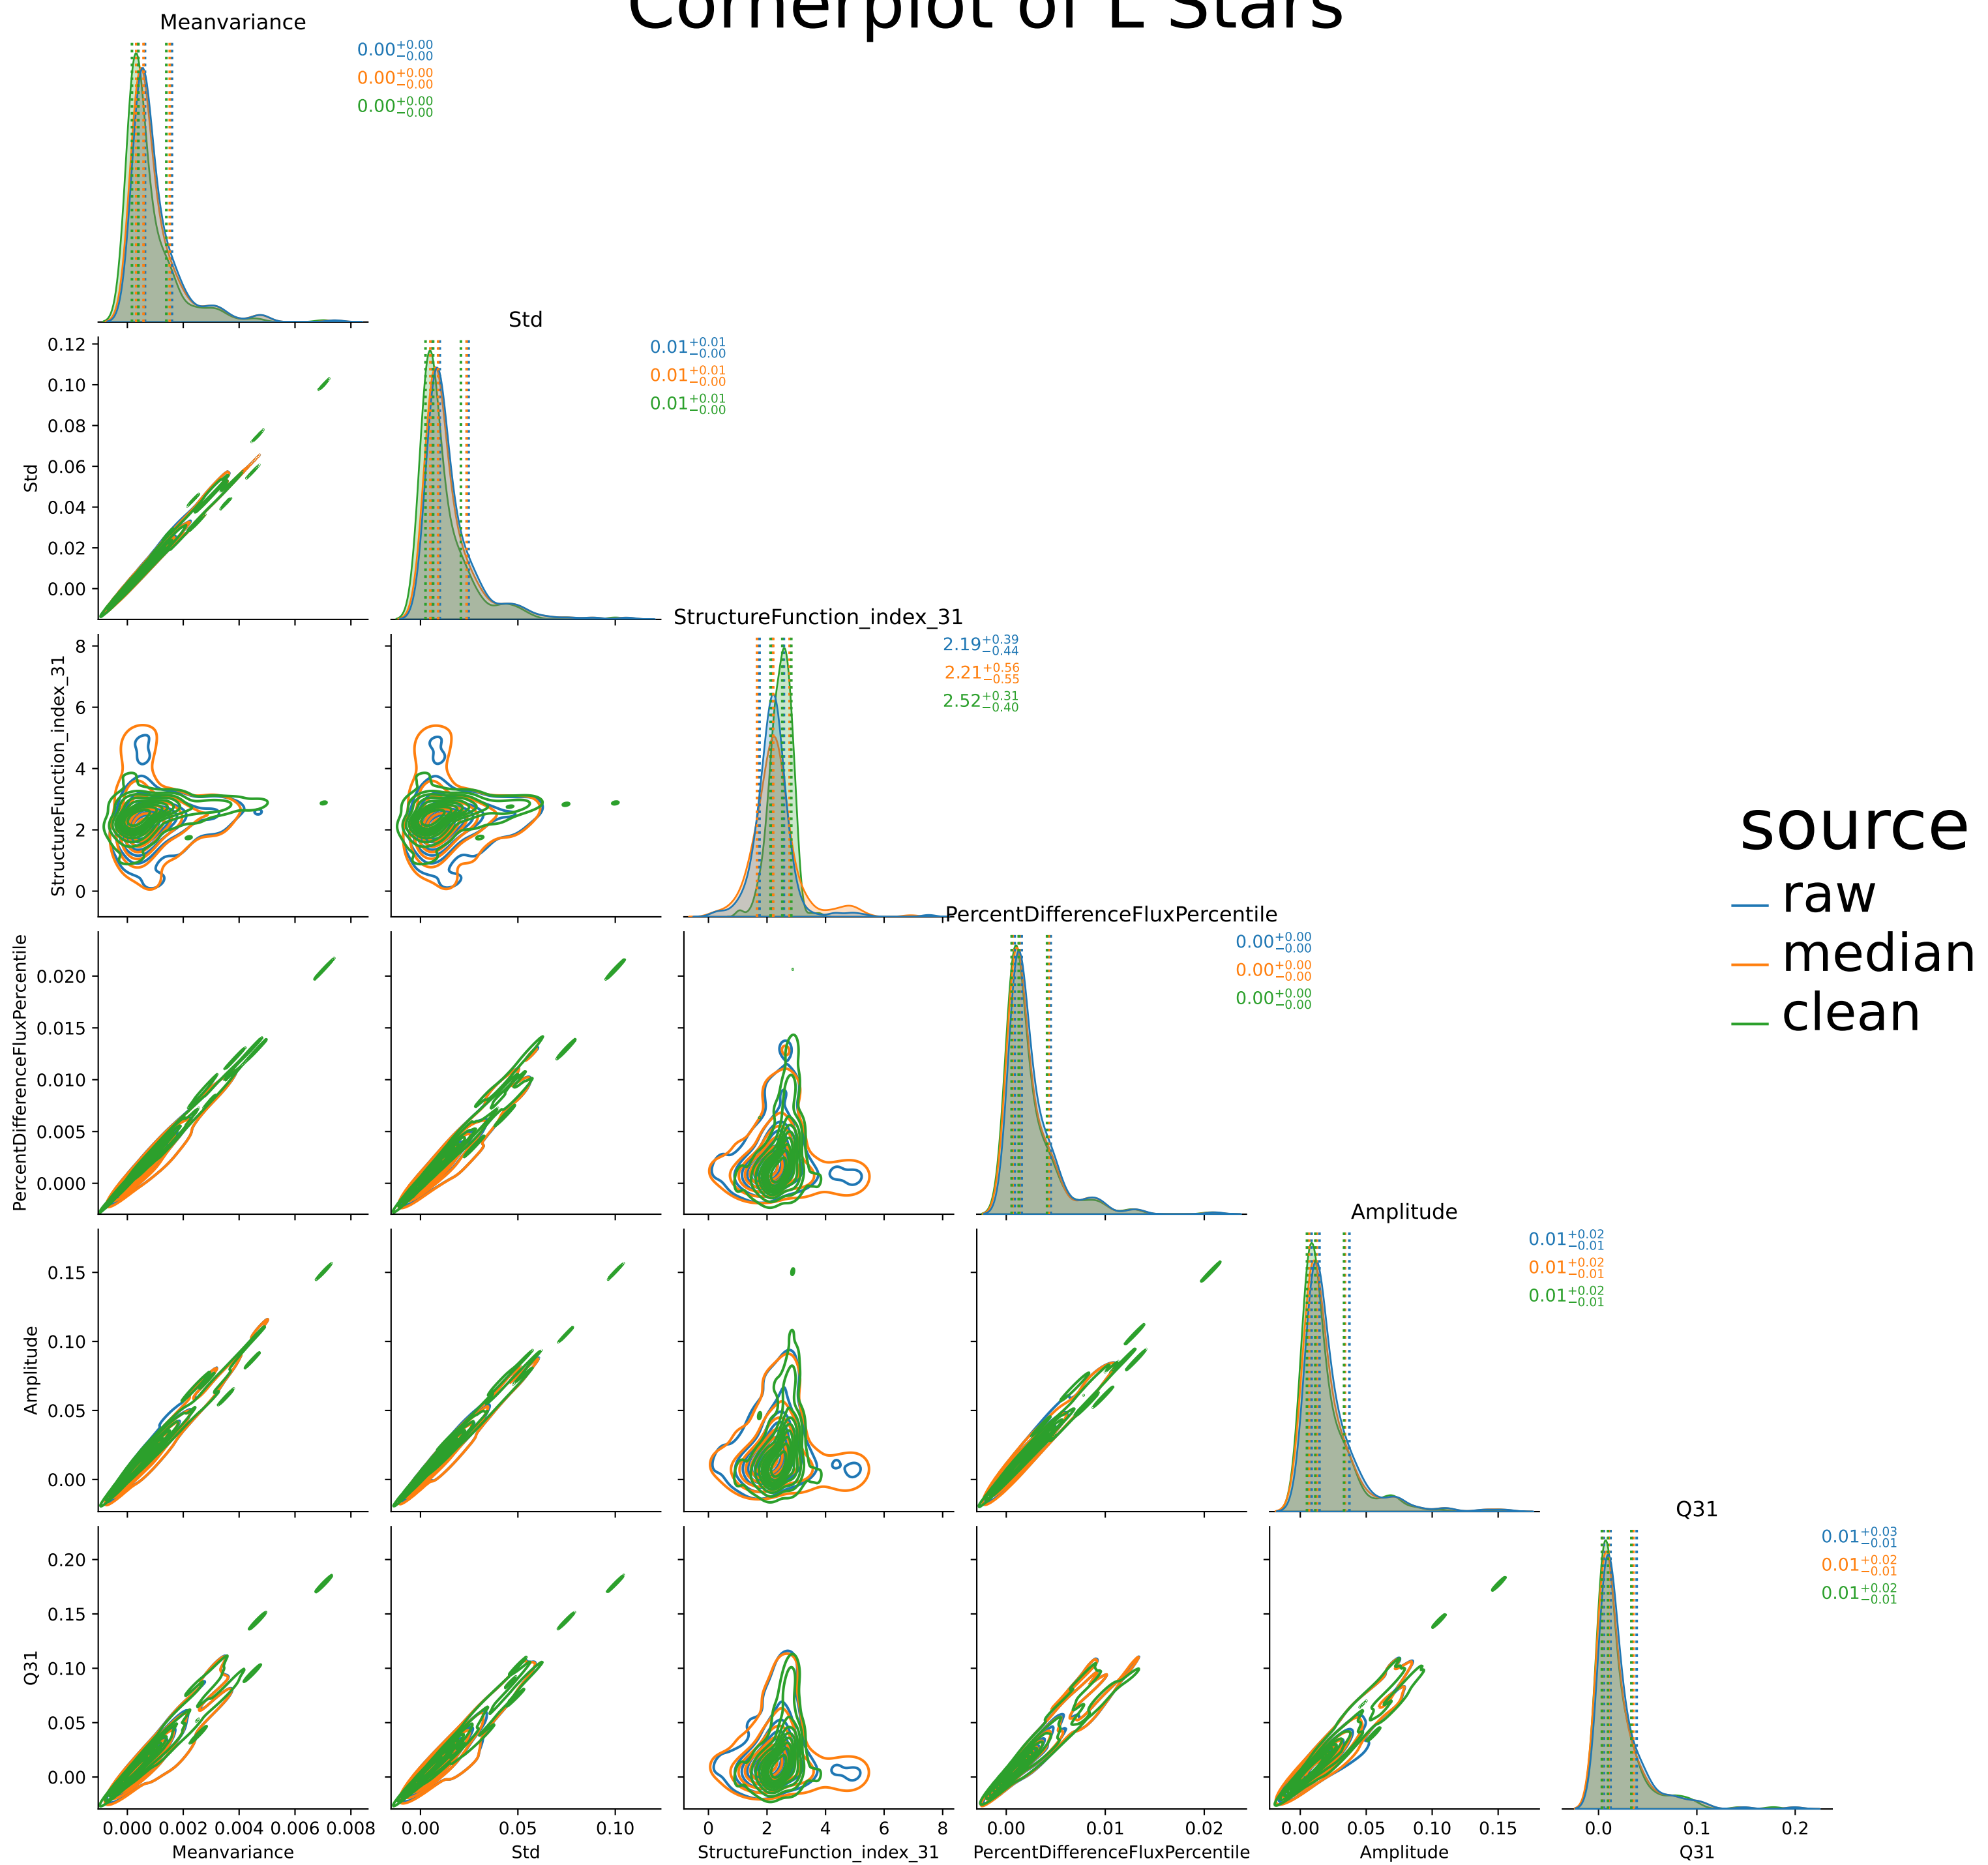 Cornerplot of E Stars
Meanvariance
0.00 +0.00 −0.00
0.00 +0.00 −0.00
0.00 +0.00 −0.00
Std
0.01 +0.01 −0.00
0.01 +0.01 −0.00
0.01 +0.01 −0.00
0.12
0.10
0.08
0.06
0.04
0.02
0.00
Std
StructureFunction_index_31
2.19 +0.39 −0.44
2.21 +0.56 −0.55
2.52 +0.31 −0.40
8
6
4
2
0
StructureFunction_index_31
source
raw
median
clean
PercentDifferenceFluxPercentile
0.00 +0.00 −0.00
0.00 +0.00 −0.00
0.00 +0.00 −0.00
0.020
0.015
0.010
0.005
0.000
PercentDifferenceFluxPercentile
Amplitude
0.01 +0.02 −0.01
0.01 +0.02 −0.01
0.01 +0.02 −0.01
0.15
0.10
0.05
0.00
Amplitude
Q31
0.01 +0.03 −0.01
0.01 +0.02 −0.01
0.01 +0.02 −0.01
0.20
0.15
0.10
0.05
0.00
Q31
0.000 0.002 0.004 0.006 0.008 0.00 0.05 0.10 0 2 4 6 8 0.00 0.01 0.02 0.00 0.05 0.10 0.15 0.0 0.1 0.2
Meanvariance Std StructureFunction_index_31 PercentDifferenceFluxPercentile Amplitude Q31